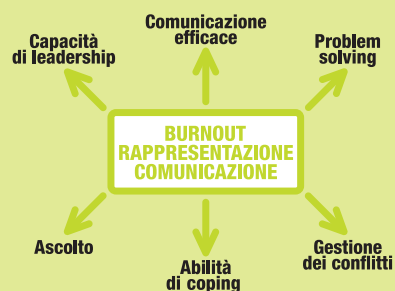 Comunicazione
efficace
Capacità
di leadership
Problem
solving
BURNOUT
RAPPRESENTAZIONE
COMUNICAZIONE
Ascolto
Abilità
di coping
Gestione
dei conflitti